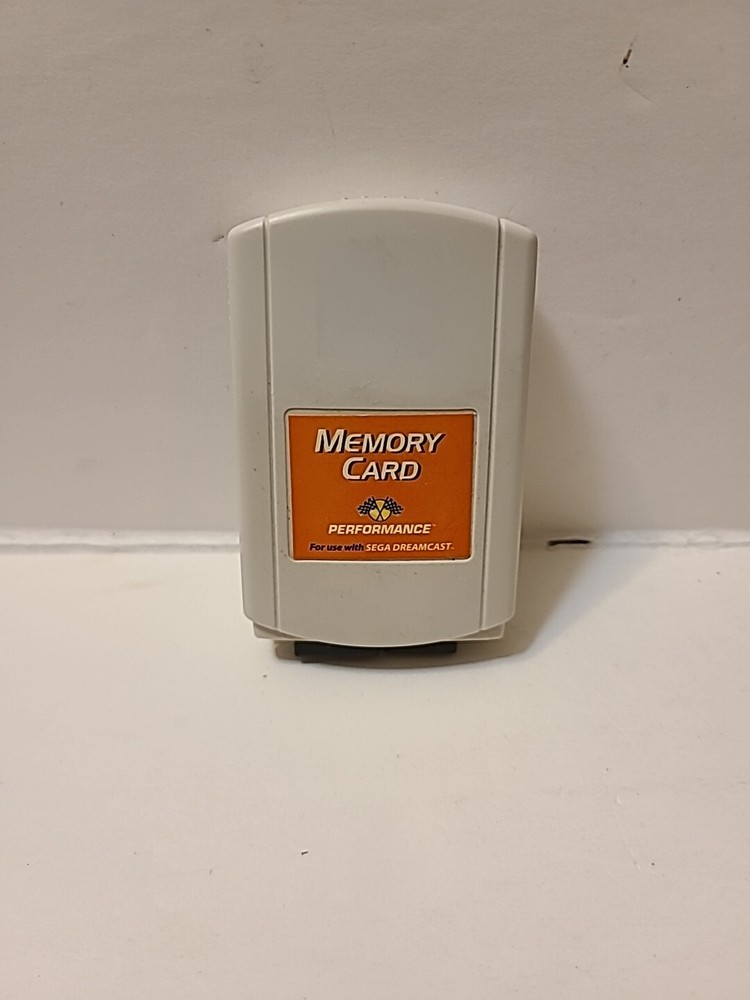 MEMORY
CARD
PERFORMANCE™
For use with SEGA DREAMCAST™